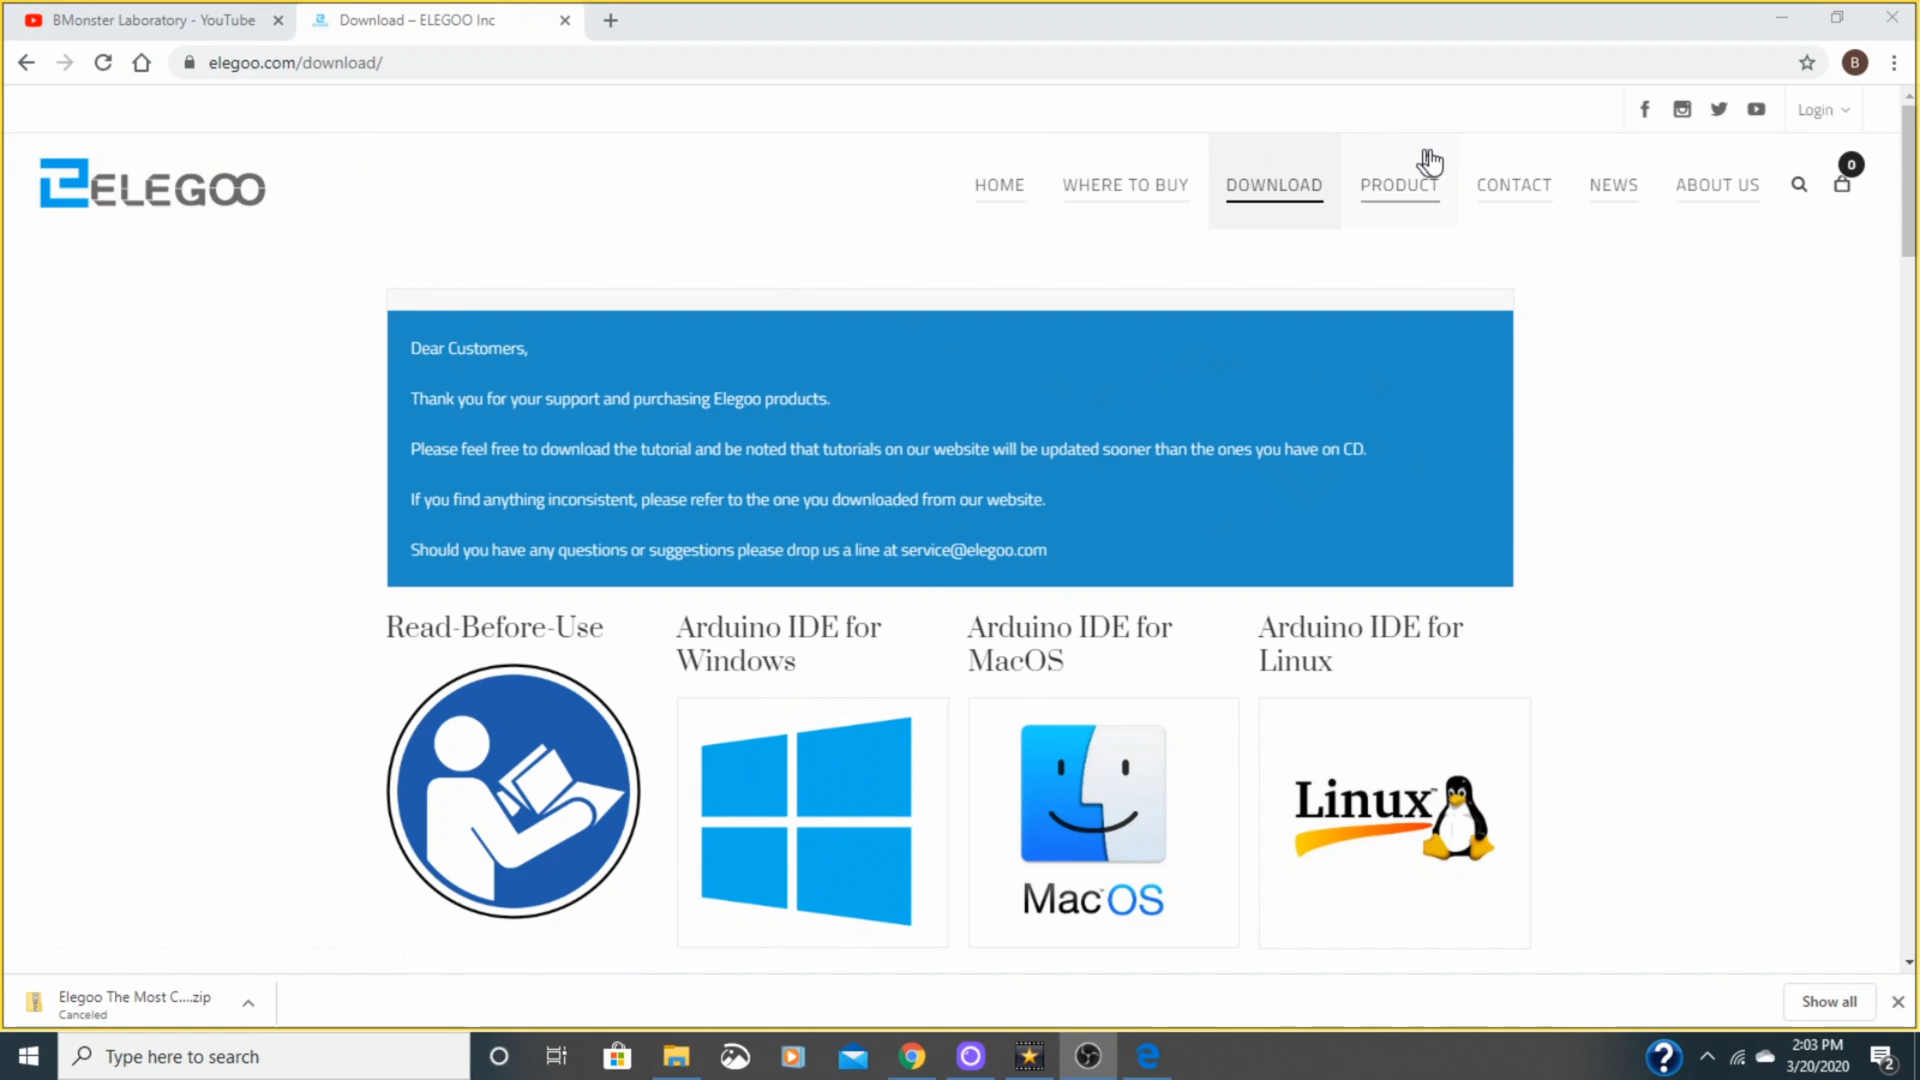 BMonster Laboratory - YouTube
Download – ELEGOO Inc
elegoo.com/download/
B
Login
ELEGOO
HOME
WHERE TO BUY
DOWNLOAD
PRODUCT
CONTACT
NEWS
ABOUT US
0
Dear Customers,
Thank you for your support and purchasing Elegoo products.
Please feel free to download the tutorial and be noted that tutorials on our website will be updated sooner than the ones you have on CD.
If you find anything inconsistent, please refer to the one you downloaded from our website.
Should you have any questions or suggestions please drop us a line at service@elegoo.com
Read-Before-Use
Arduino IDE for
Windows
Arduino IDE for
MacOS
Arduino IDE for
Linux
Linux
Mac OS
Elegoo The Most C....zip
Canceled
Show all
Type here to search
2:03 PM
3/20/2020
2